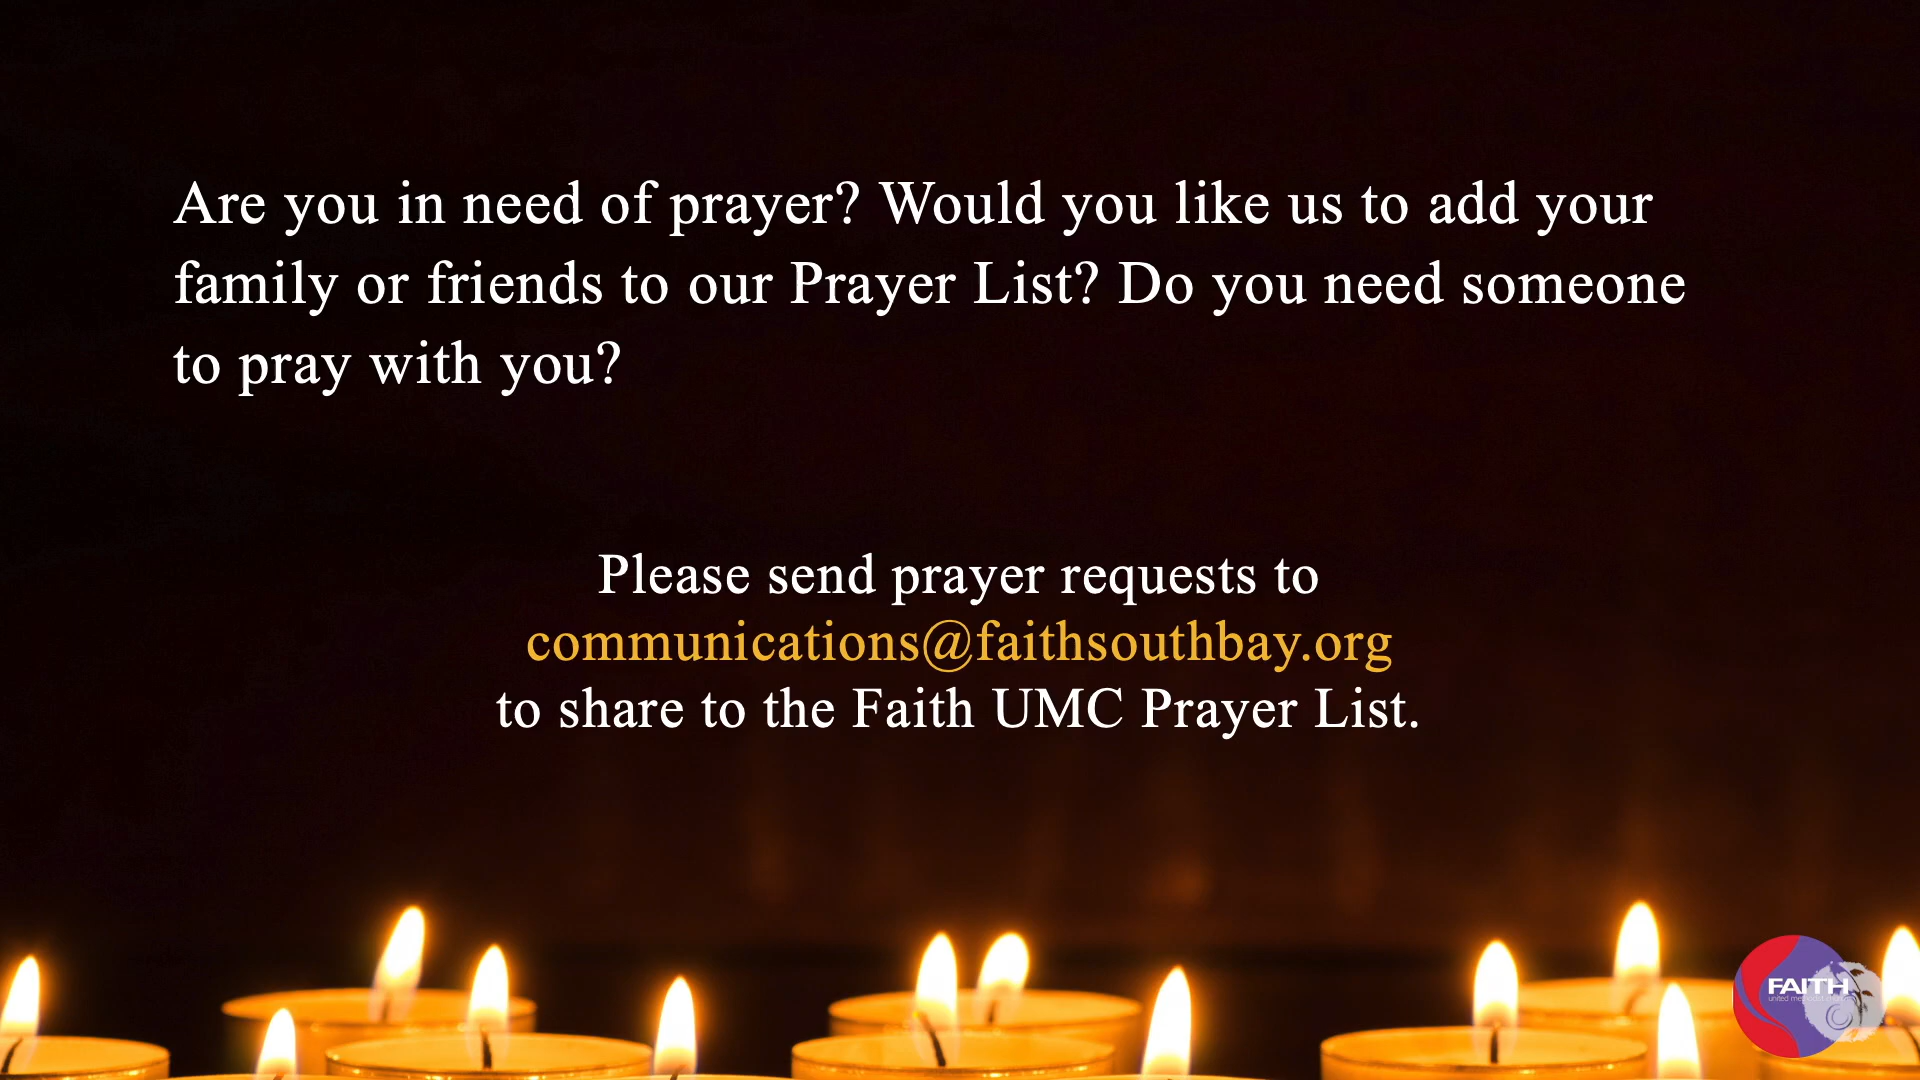 Are you in need of prayer? Would you like us to add your
family or friends to our Prayer List? Do you need someone
to pray with you?
Please send prayer requests to
communications@faithsouthbay.org
to share to the Faith UMC Prayer List.
FAITH
united methodist